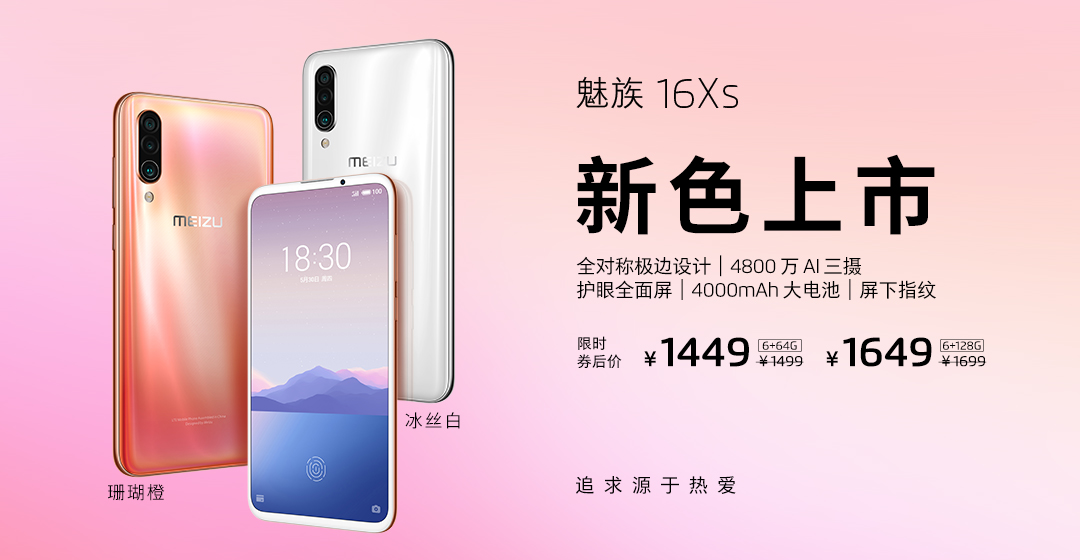 魅族 16Xs
新色上市
全对称极边设计｜4800 万 AI 三摄
护眼全面屏｜4000mAh 大电池｜屏下指纹
限时
券后价
¥1449
6+64G
¥1499
¥1649
6+128G
¥1699
追求源于热爱
MEIZU
MEIZU
100
18:30
冰丝白
珊瑚橙